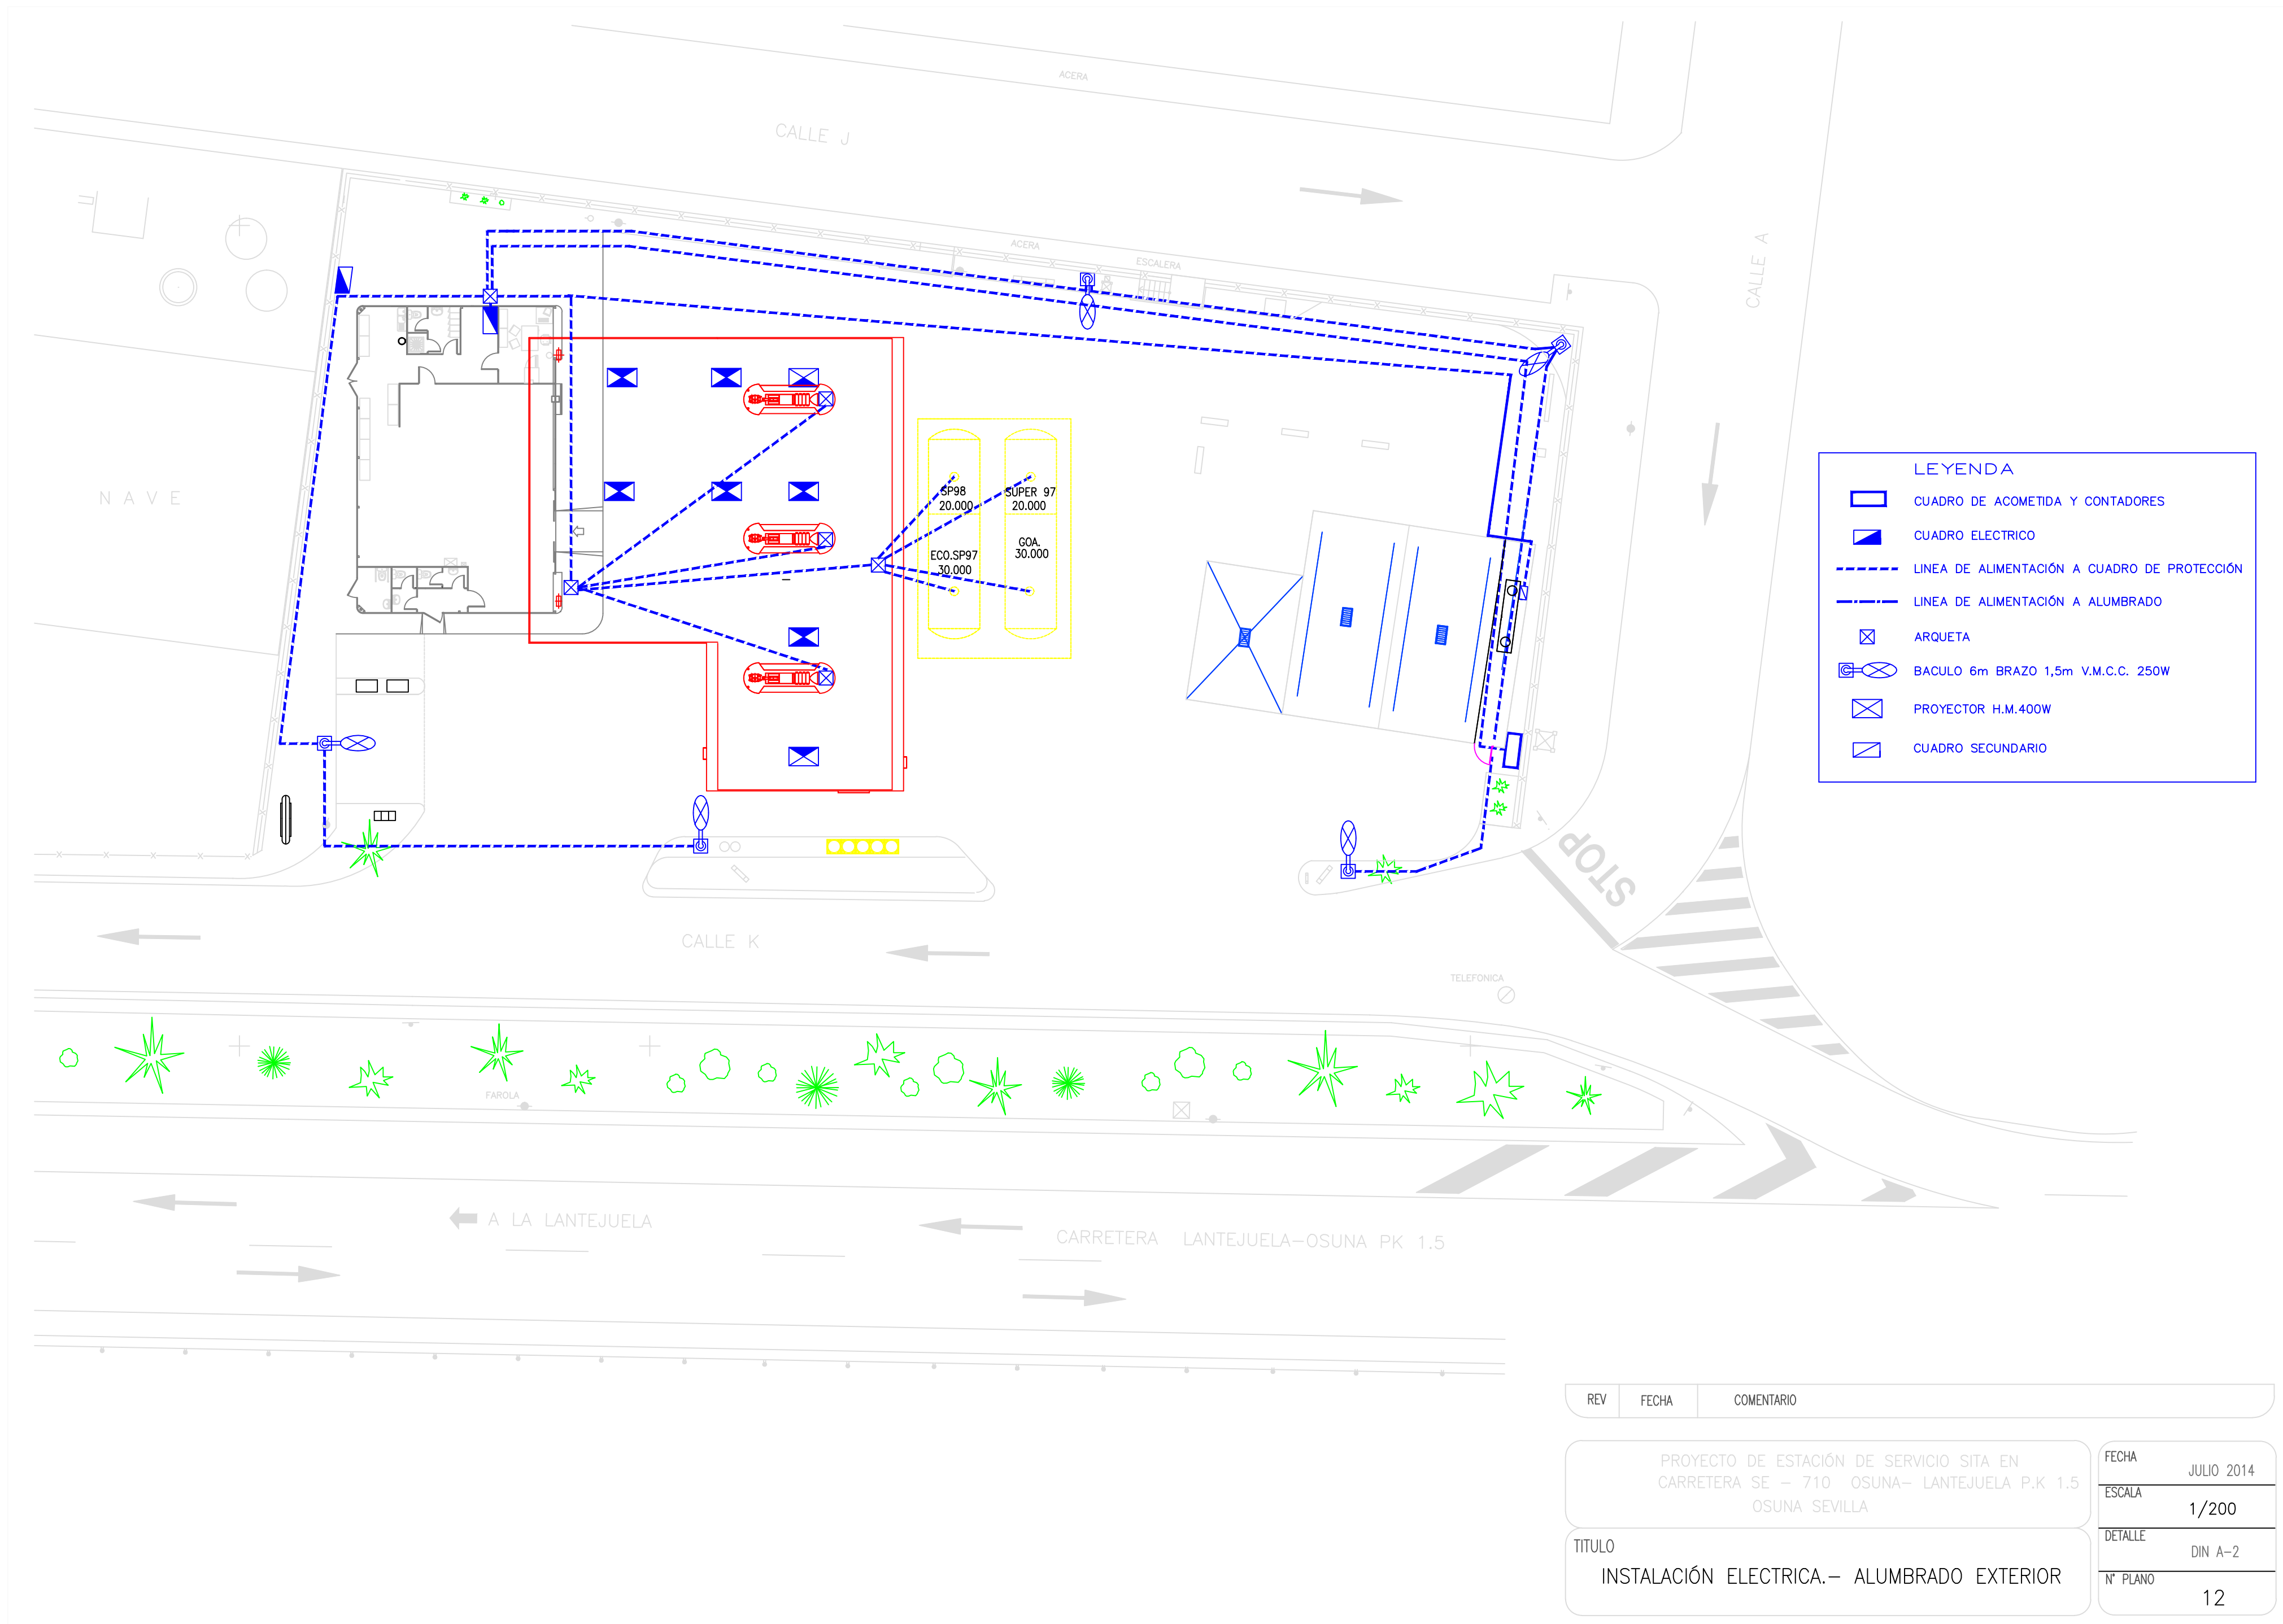 ACERA
CALLE J
CALLE A
ACERA
ESCALERA
NAVE
SP98
20.000
SUPER 97
20.000
ECO.SP97
30.000
GOA.
30.000
LEYENDA
CUADRO DE ACOMETIDA Y CONTADORES
CUADRO ELECTRICO
LINEA DE ALIMENTACIÓN A CUADRO DE PROTECCIÓN
LINEA DE ALIMENTACIÓN A ALUMBRADO
ARQUETA
BACULO 6m BRAZO 1,5m V.M.C.C. 250W
PROYECTOR H.M.400W
CUADRO SECUNDARIO
STOP
CALLE K
TELEFONICA
FAROLA
A LA LANTEJUELA
CARRETERA LANTEJUELA-OSUNA PK 1.5
REV FECHA COMENTARIO
PROYECTO DE ESTACIÓN DE SERVICIO SITA EN
CARRETERA SE - 710 OSUNA- LANTEJUELA P.K 1.5
OSUNA SEVILLA
TITULO
INSTALACIÓN ELECTRICA.- ALUMBRADO EXTERIOR
FECHA
JULIO 2014
ESCALA
1/200
DETALLE
DIN A-2
N° PLANO
12